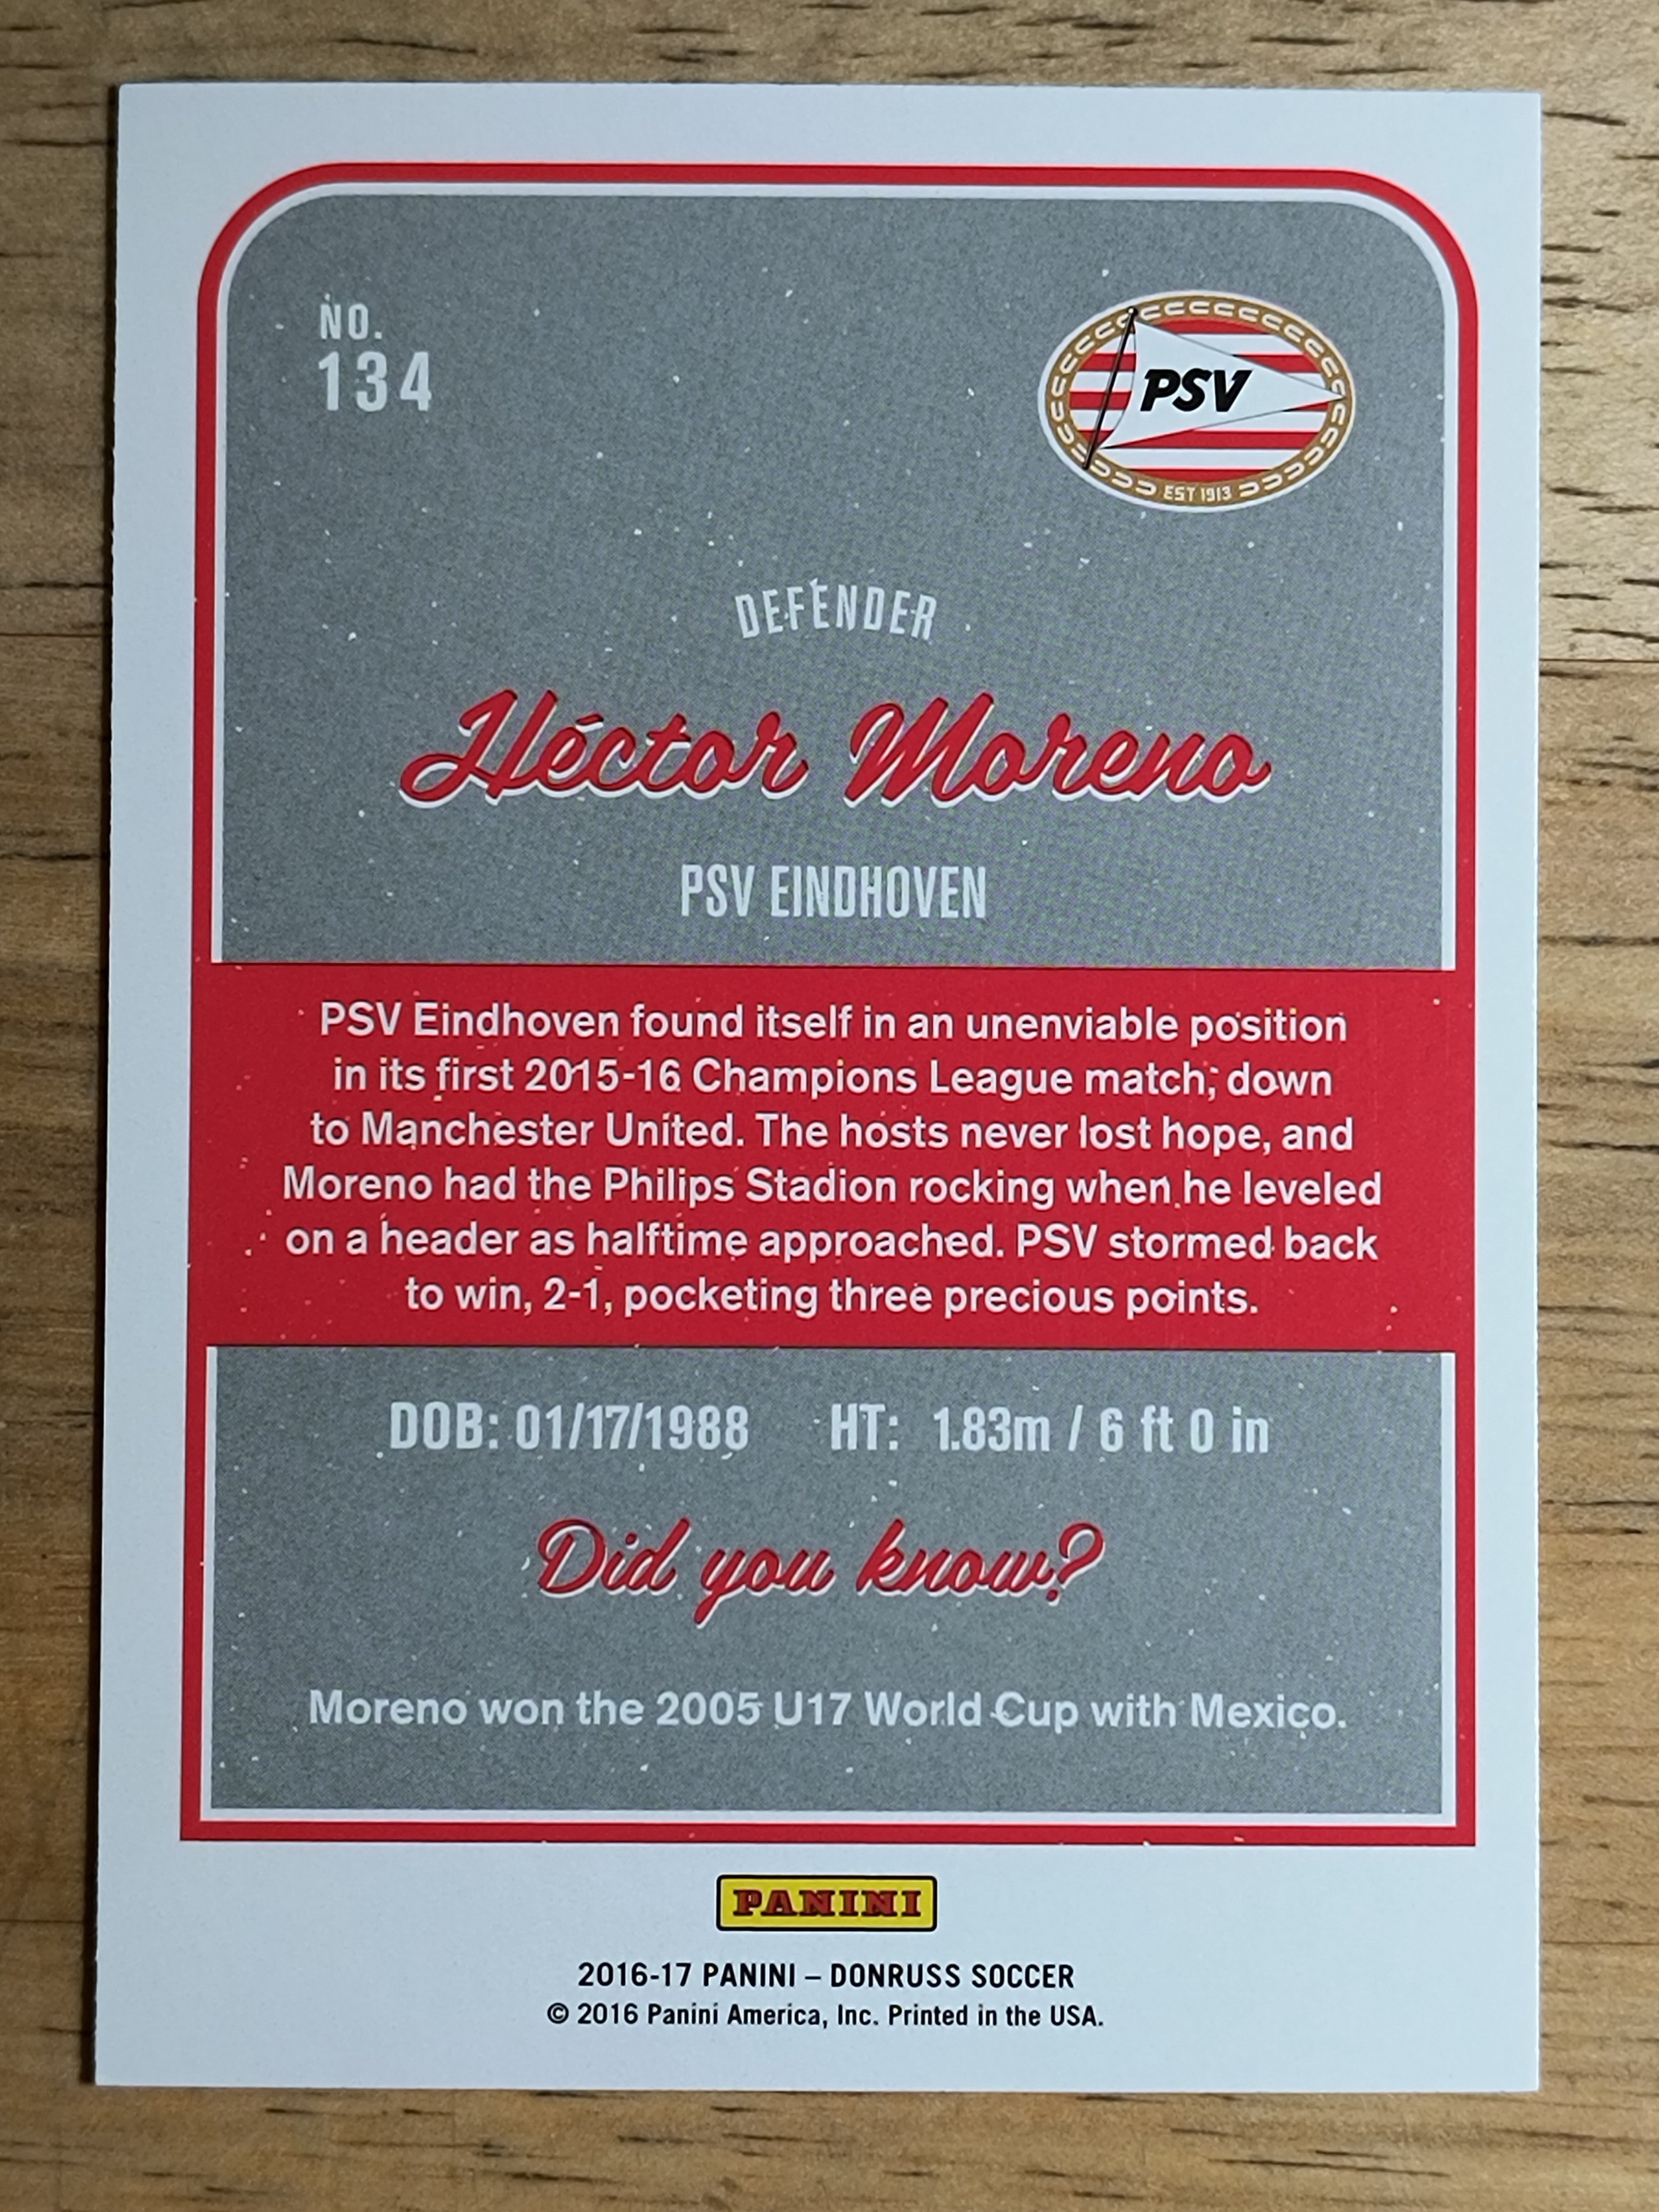 NO.
134
PSV
EST 1913
DEFENDER
Héctor Moreno
PSV EINDHOVEN
PSV Eindhoven found itself in an unenviable position
in its first 2015-16 Champions League match, down
to Manchester United. The hosts never lost hope, and
Moreno had the Philips Stadion rocking when he leveled
on a header as halftime approached. PSV stormed back
to win, 2-1, pocketing three precious points.
DOB: 01/17/1988 HT: 1.83m / 6 ft 0 in
Did you know?
Moreno won the 2005 U17 World Cup with Mexico.
PANINI
2016-17 PANINI – DONRUSS SOCCER
© 2016 Panini America, Inc. Printed in the USA.